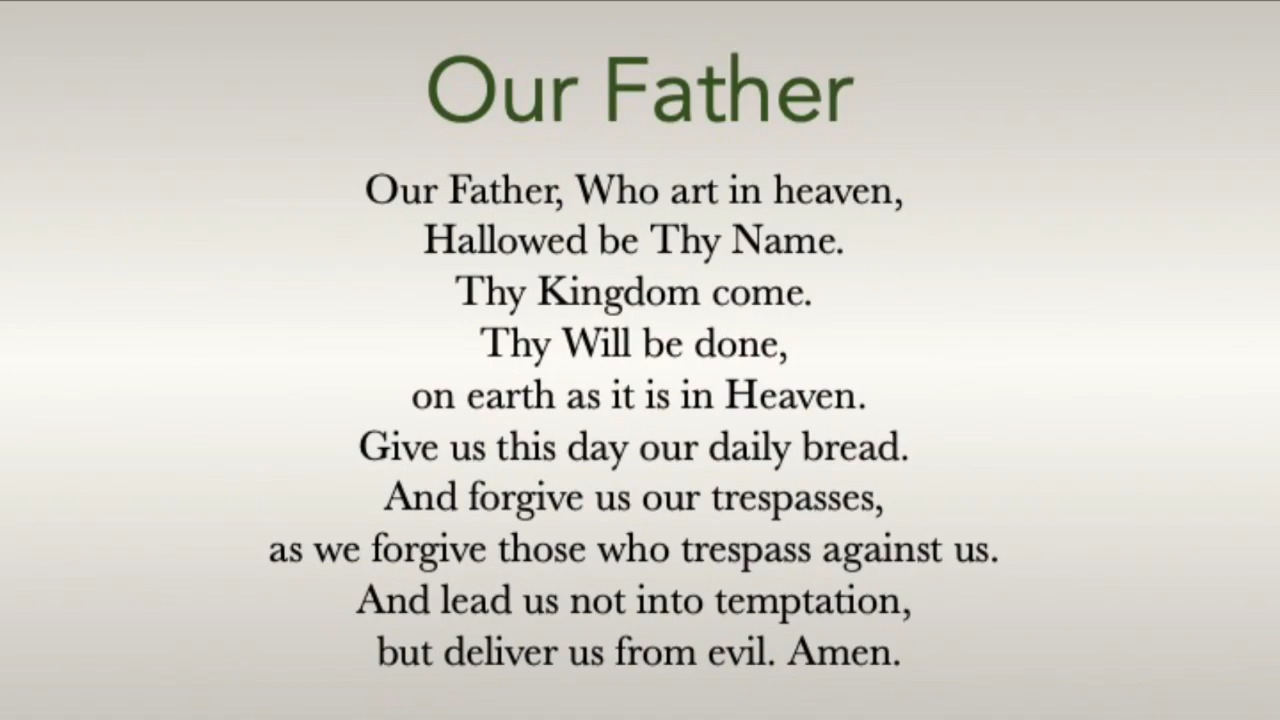 Our Father
Our Father, Who art in heaven,
Hallowed be Thy Name.
Thy Kingdom come.
Thy Will be done,
on earth as it is in Heaven.
Give us this day our daily bread.
And forgive us our trespasses,
as we forgive those who trespass against us.
And lead us not into temptation,
but deliver us from evil. Amen.